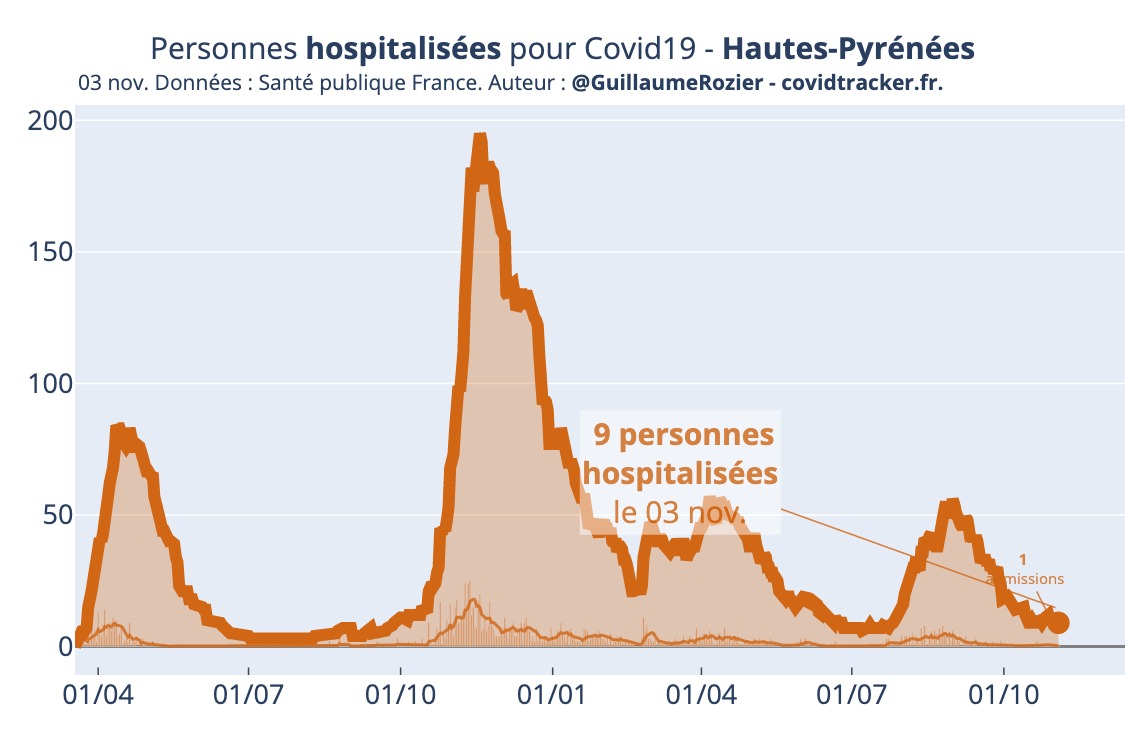 Personnes hospitalisées pour Covid19 - Hautes-Pyrénées
03 nov. Données : Santé publique France. Auteur : @GuillaumeRozier - covidtracker.fr.
200
150
100
50
0
9 personnes
hospitalisées
le 03 nov.
1
admissions
01/04 01/07 01/10 01/01 01/04 01/07 01/10